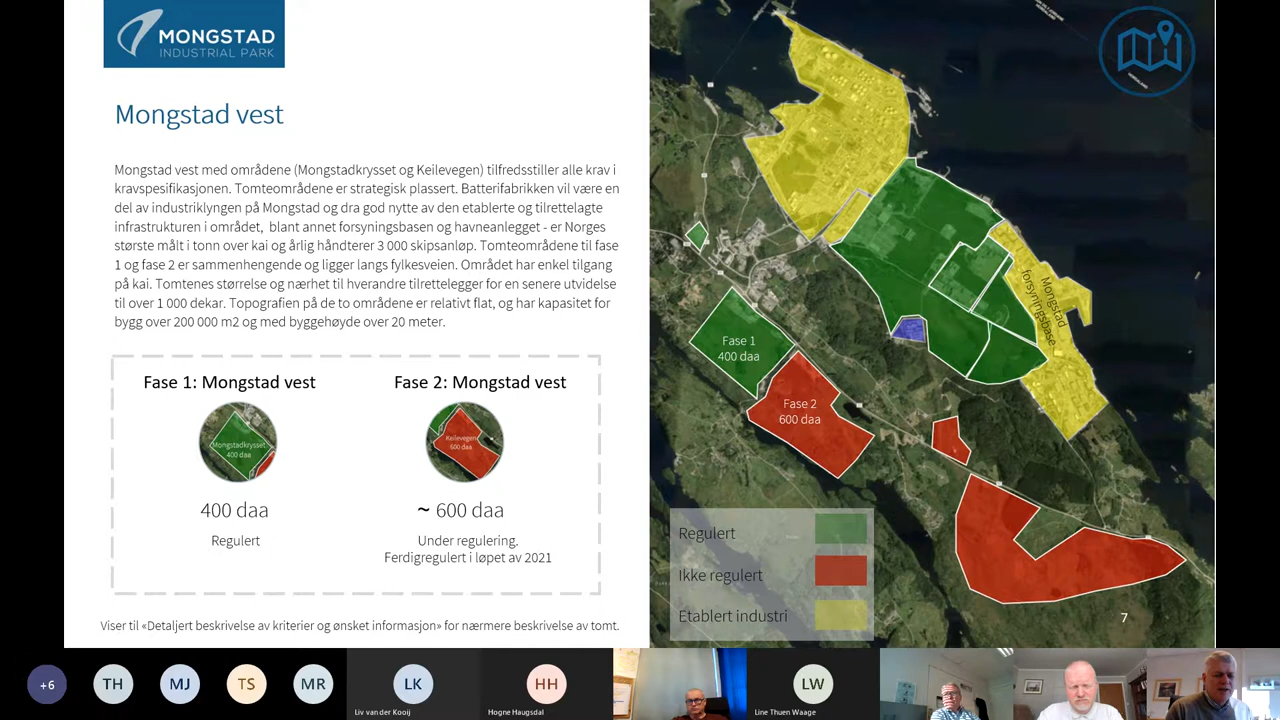 MONGSTAD
INDUSTRIAL PARK
Mongstad vest
Mongstad vest med områdene (Mongstadkrysset og Keilevegen) tilfredsstiller alle krav i
kravspesifikasjonen. Tomteområdene er strategisk plassert. Batterifabrikken vil være en
del av industriklyngen på Mongstad og dra god nytte av den etablerte og tilrettelagte
infrastrukturen i området, blant annet forsyningsbasen og havneanlegget - er Norges
største målt i tonn over kai og årlig håndterer 3 000 skipsanløp. Tomteområdene til fase
1 og fase 2 er sammenhengende og ligger langs fylkesveien. Området har enkel tilgang
på kai. Tomtenes størrelse og nærhet til hverandre tilrettelegger for en senere utvidelse
til over 1 000 dekar. Topografien på de to områdene er relativt flat, og har kapasitet for
bygg over 200 000 m2 og med byggehøyde over 20 meter.
Fase 1: Mongstad vest
Mongstadkrysset
400 daa
400 daa
Regulert
Fase 2: Mongstad vest
Keilevegen
600 daa
~ 600 daa
Under regulering.
Ferdigregulert i løpet av 2021
Viser til «Detaljert beskrivelse av kriterier og ønsket informasjon» for nærmere beskrivelse av tomt.
Mongstad
forsyningsbase
Fase 1
400 daa
Fase 2
600 daa
Regulert
Ikke regulert
Etablert industri
7
+6
TH
MJ
TS
MR
LK
Liv van der Kooij
HH
Hogne Haugsdal
LW
Line Thuen Waage